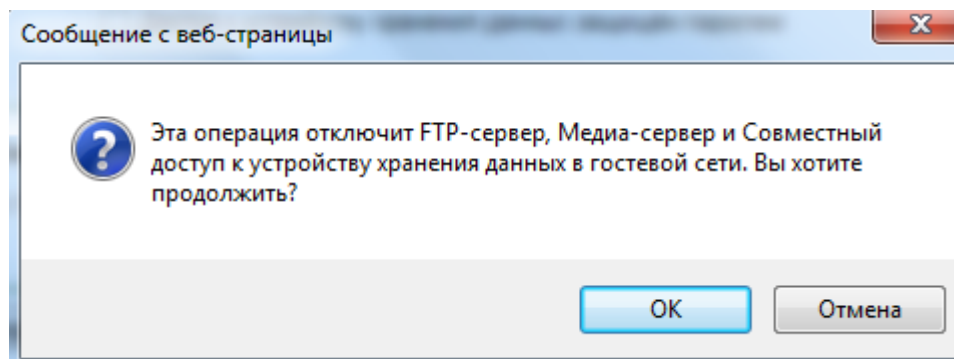 Сообщение с веб-страницы
Эта операция отключит FTP-сервер, Медиа-сервер и Совместный
доступ к устройству хранения данных в гостевой сети. Вы хотите
продолжить?
OK
Отмена